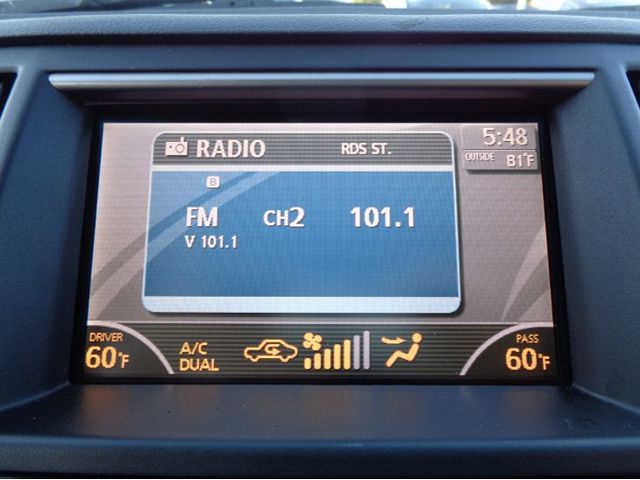 RADIO RDS ST.
5:48
OUTSIDE 81°F
B
FM CH2 101.1
V 101.1
DRIVER
60°F
A/C
DUAL
PASS
60°F